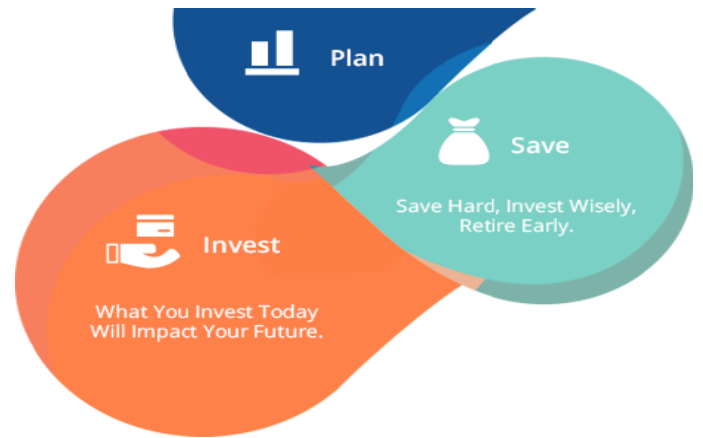 Plan
Save
Save Hard, Invest Wisely,
Retire Early.
Invest
What You Invest Today
Will Impact Your Future.